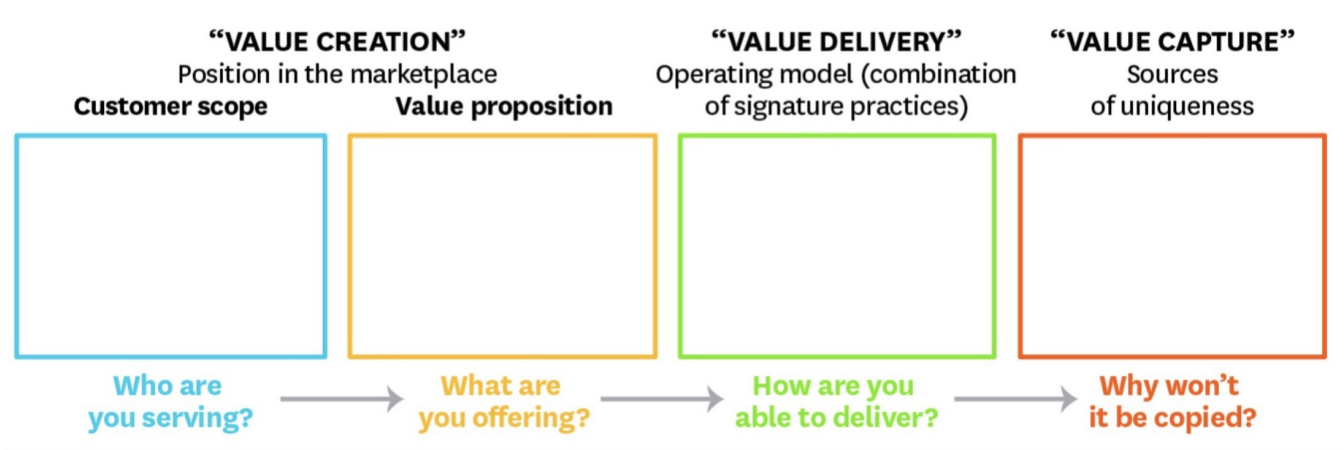 “VALUE CREATION”
Position in the marketplace
Customer scope
Value proposition
“VALUE DELIVERY”
Operating model (combination
of signature practices)
“VALUE CAPTURE”
Sources
of uniqueness
Who are
you serving?
What are
you offering?
How are you
able to deliver?
Why won’t
it be copied?